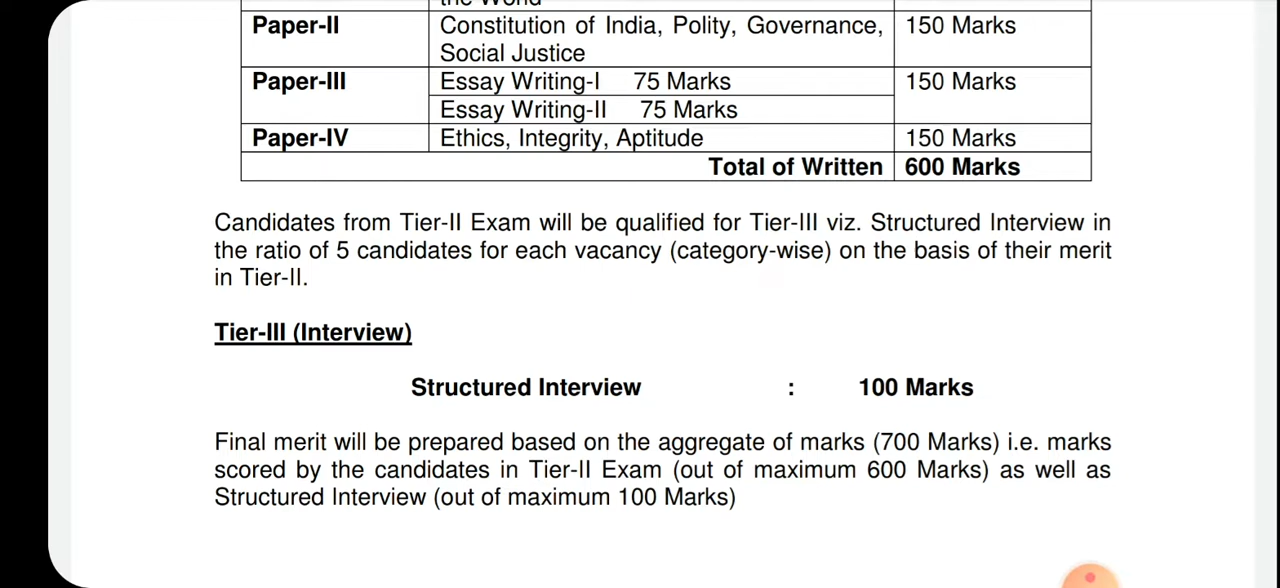 the World
Paper-II Constitution of India, Polity, Governance, 150 Marks
Social Justice
Paper-III Essay Writing-I 75 Marks 150 Marks
Essay Writing-II 75 Marks
Paper-IV Ethics, Integrity, Aptitude 150 Marks
Total of Written 600 Marks
Candidates from Tier-II Exam will be qualified for Tier-III viz. Structured Interview in
the ratio of 5 candidates for each vacancy (category-wise) on the basis of their merit
in Tier-II.
Tier-III (Interview)
Structured Interview : 100 Marks
Final merit will be prepared based on the aggregate of marks (700 Marks) i.e. marks
scored by the candidates in Tier-II Exam (out of maximum 600 Marks) as well as
Structured Interview (out of maximum 100 Marks)